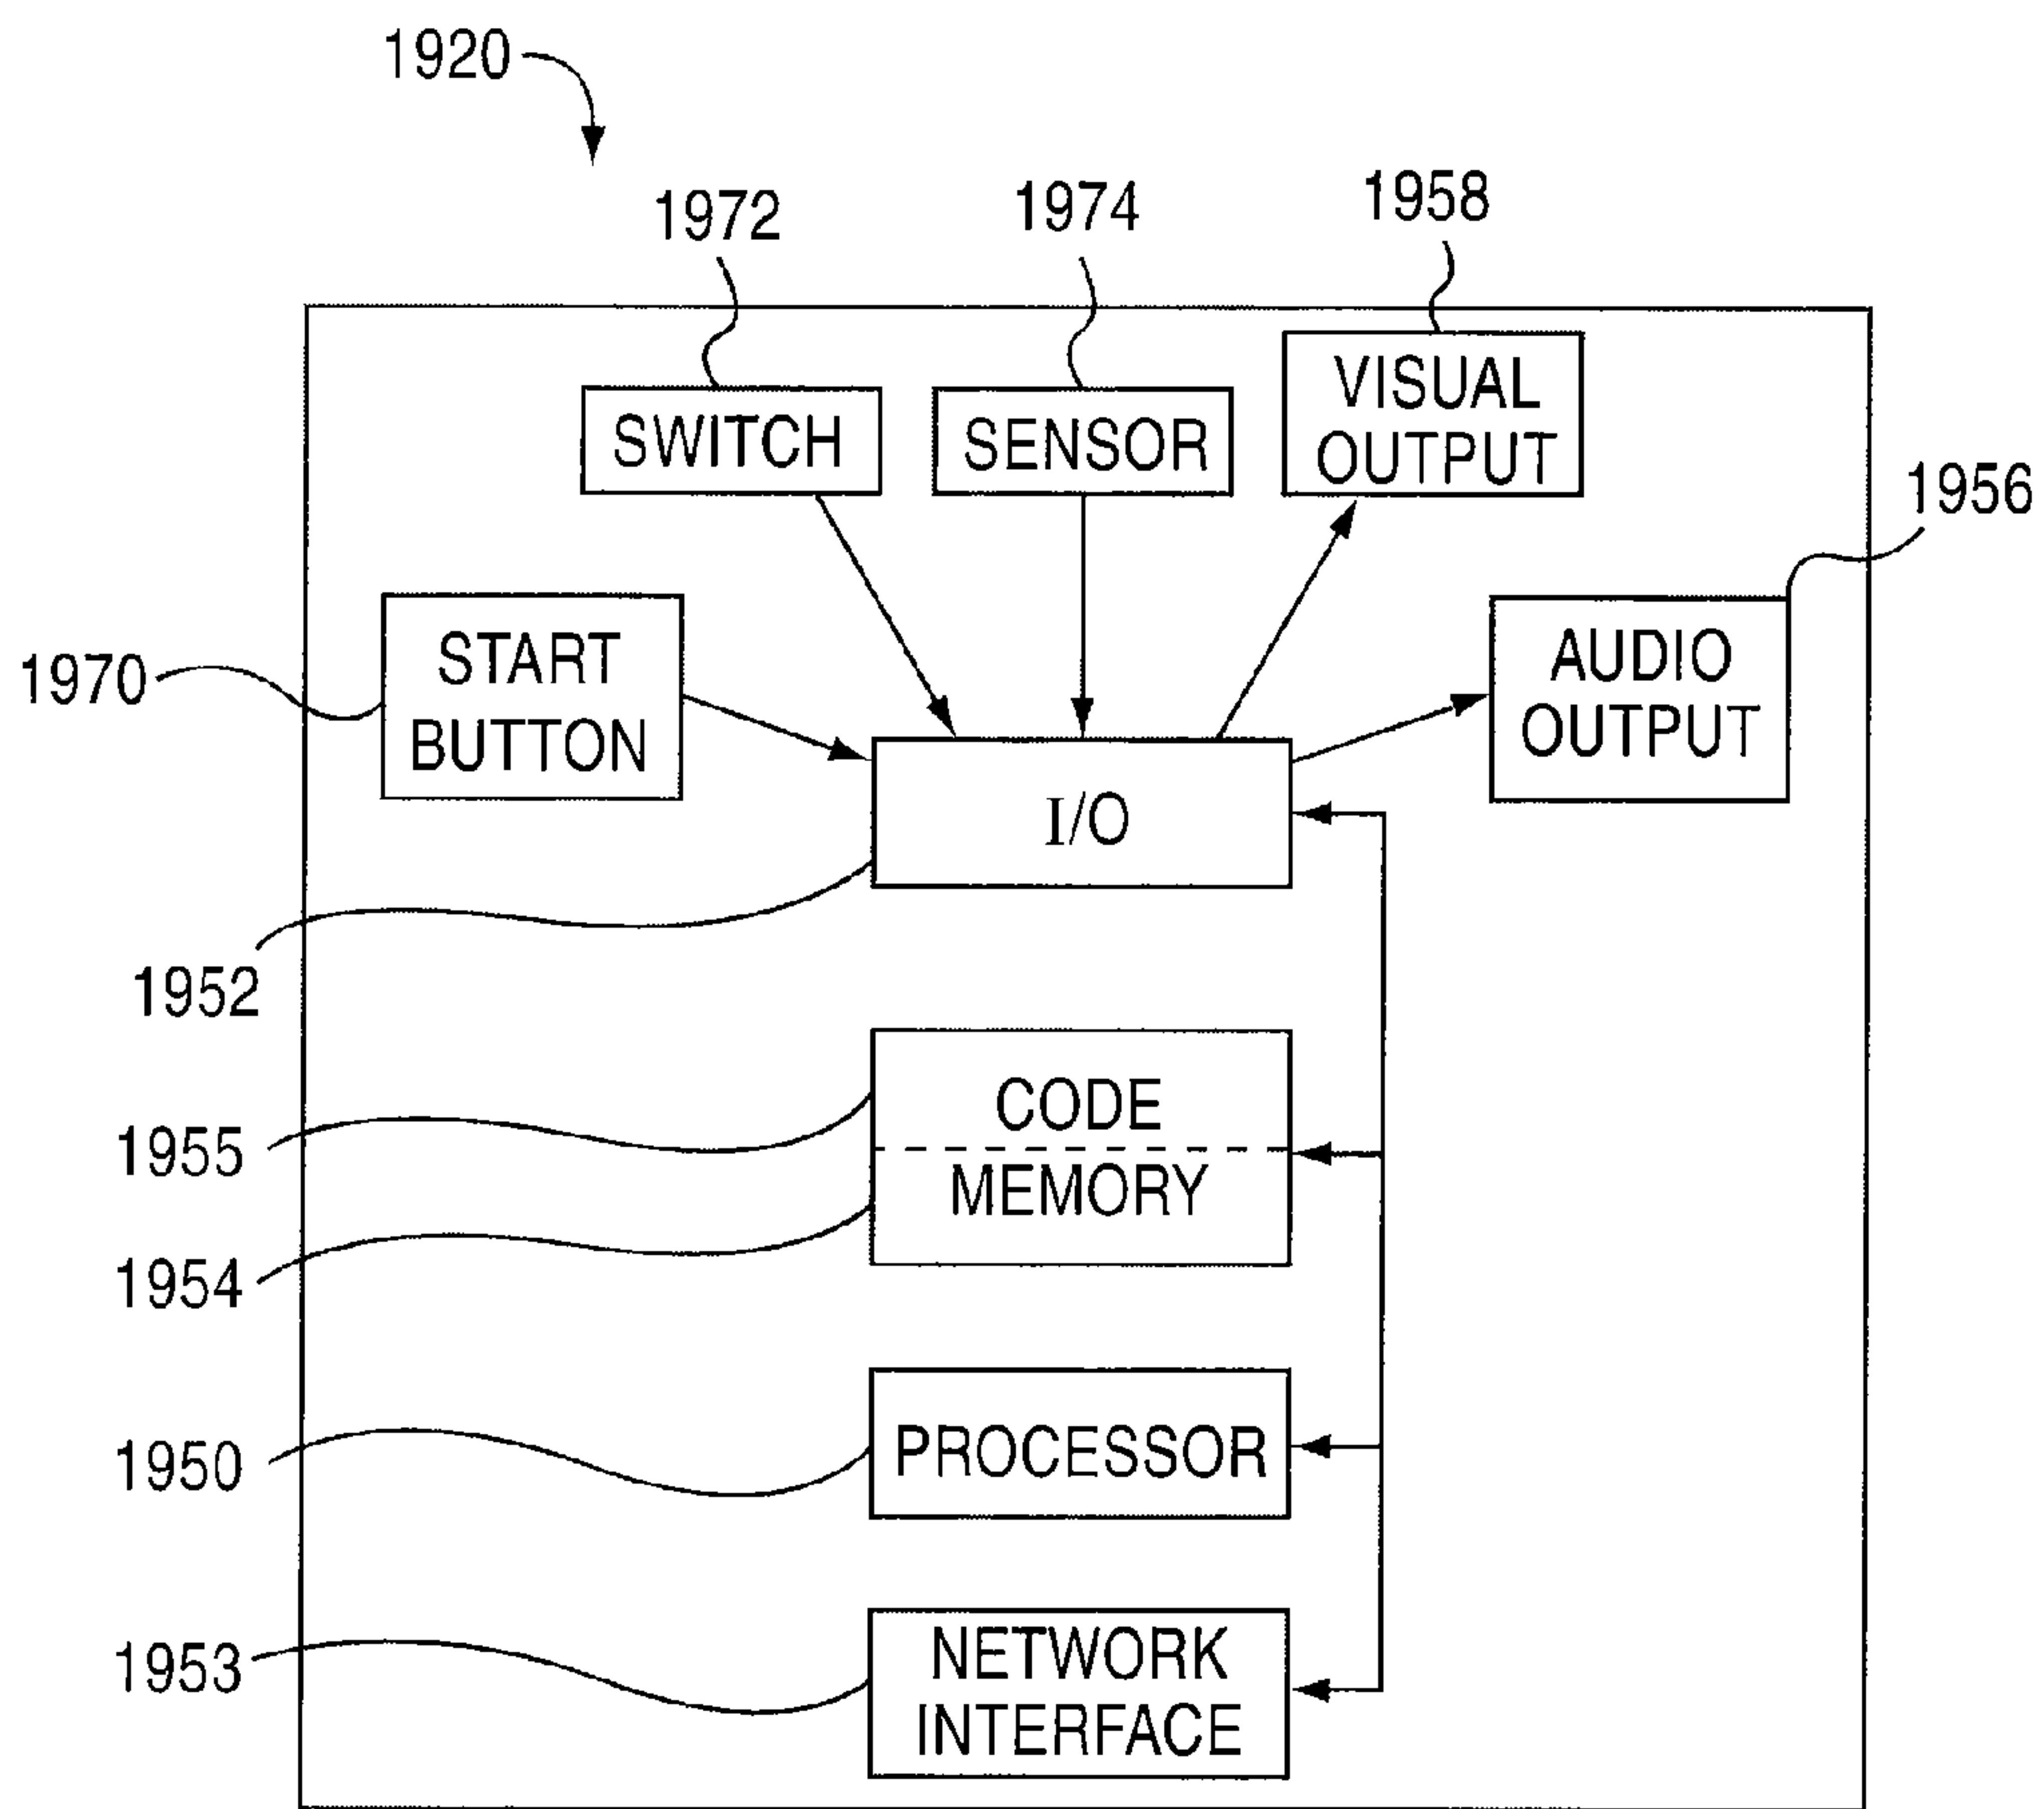 1920
1972
1974
1958
SWITCH
SENSOR
VISUAL
OUTPUT
1956
START
BUTTON
1970
AUDIO
OUTPUT
I/O
1952
CODE
1955
MEMORY
1954
PROCESSOR
1950
NETWORK
INTERFACE
1953